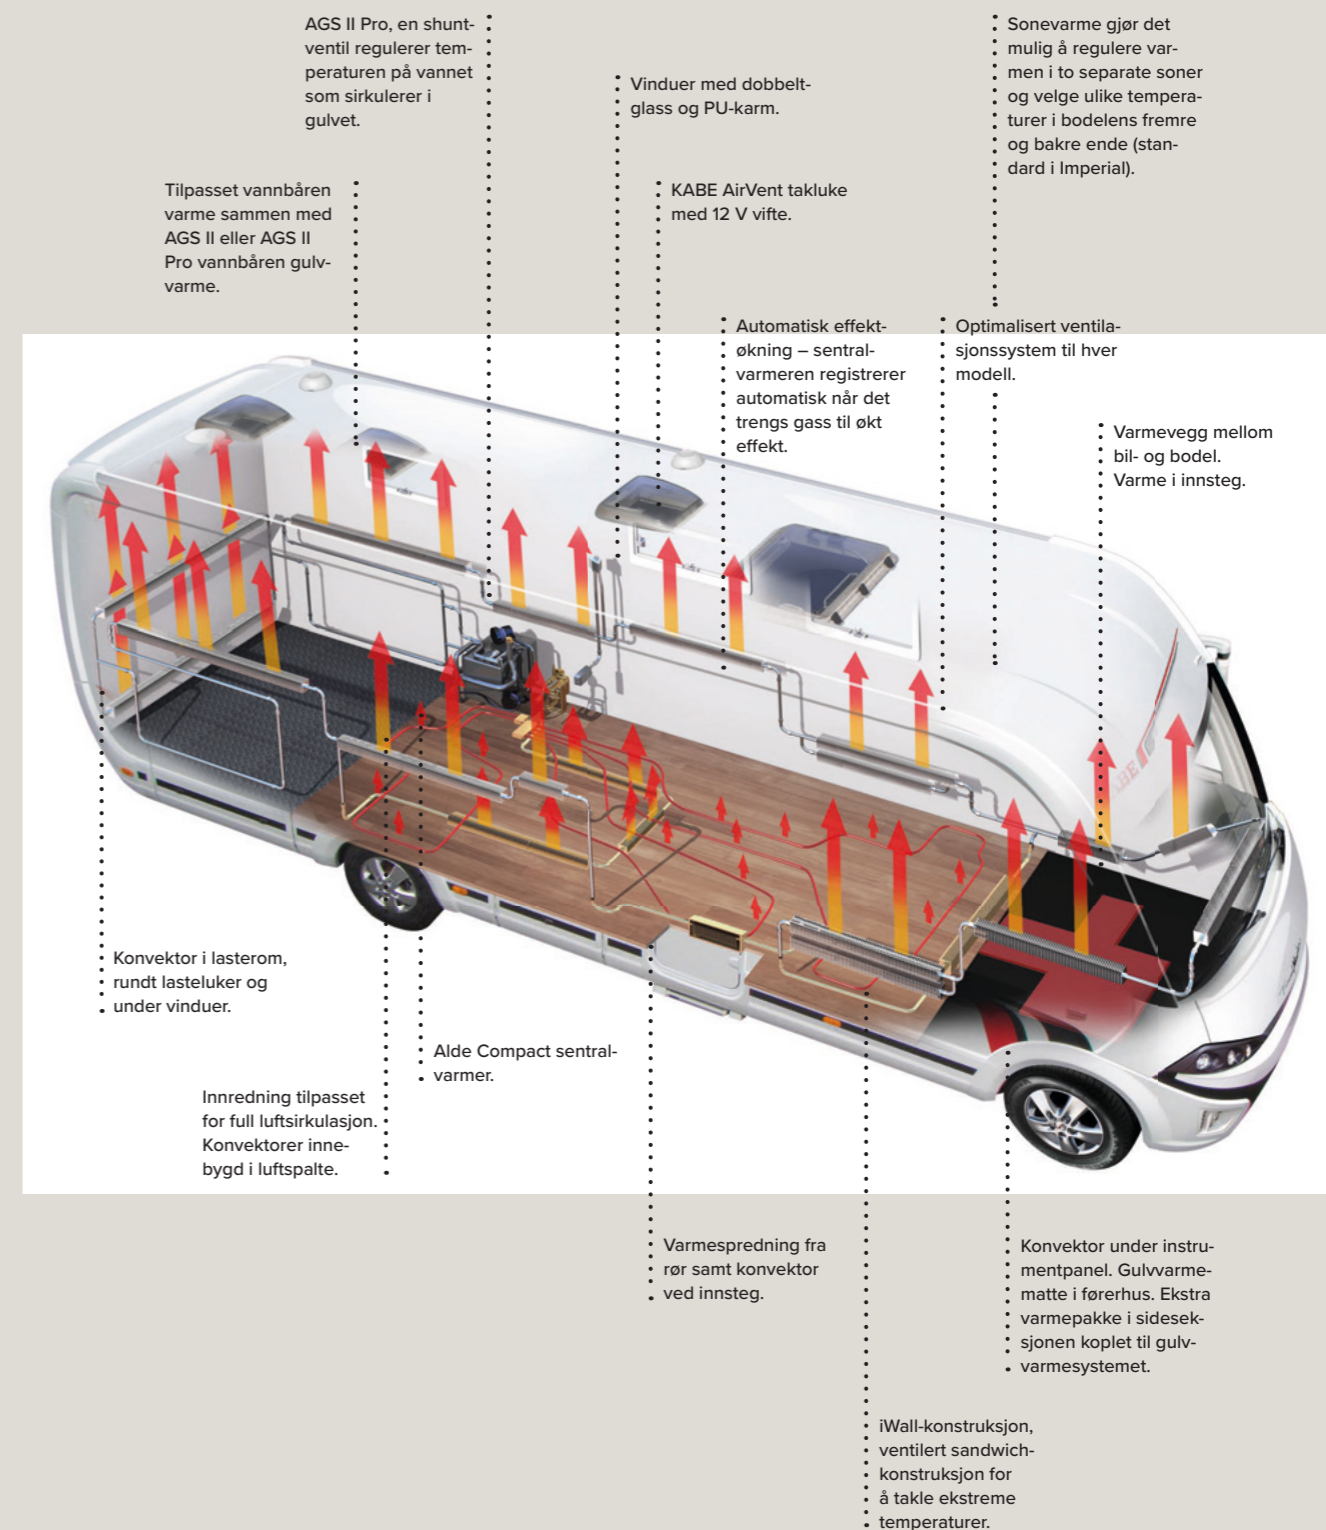 AGS II Pro, en shunt-
ventil regulerer tem-
peraturen på vannet
som sirkulerer i
gulvet.
Vinduer med dobbelt-
glass og PU-karm.
Sonevarme gjør det
mulig å regulere var-
men i to separate soner
og velge ulike tempera-
turer i bodelens fremre
og bakre ende (stan-
dard i Imperial).
Tilpasset vannbåren
varme sammen med
AGS II eller AGS II
Pro vannbåren gulv-
varme.
KABE AirVent takluke
med 12 V vifte.
Automatisk effekt-
økning – sentral-
varmeren registrerer
automatisk når det
trengs gass til økt
effekt.
Optimalisert ventila-
sjonssystem til hver
modell.
Varmevegg mellom
bil- og bodel.
Varme i innsteg.
Konvektor i lasterom,
rundt lasteluker og
under vinduer.
Alde Compact sentral-
varmer.
Innredning tilpasset
for full luftsirkulasjon.
Konvektorer inne-
bygd i luftspalte.
Varmespredning fra
rør samt konvektor
ved innsteg.
Konvektor under instru-
mentpanel. Gulvvarme-
matte i førerhus. Ekstra
varmepakke i sidesek-
sjonen koplet til gulv-
varmesystemet.
iWall-konstruksjon,
ventilert sandwich-
konstruksjon for
å takle ekstreme
temperaturer.